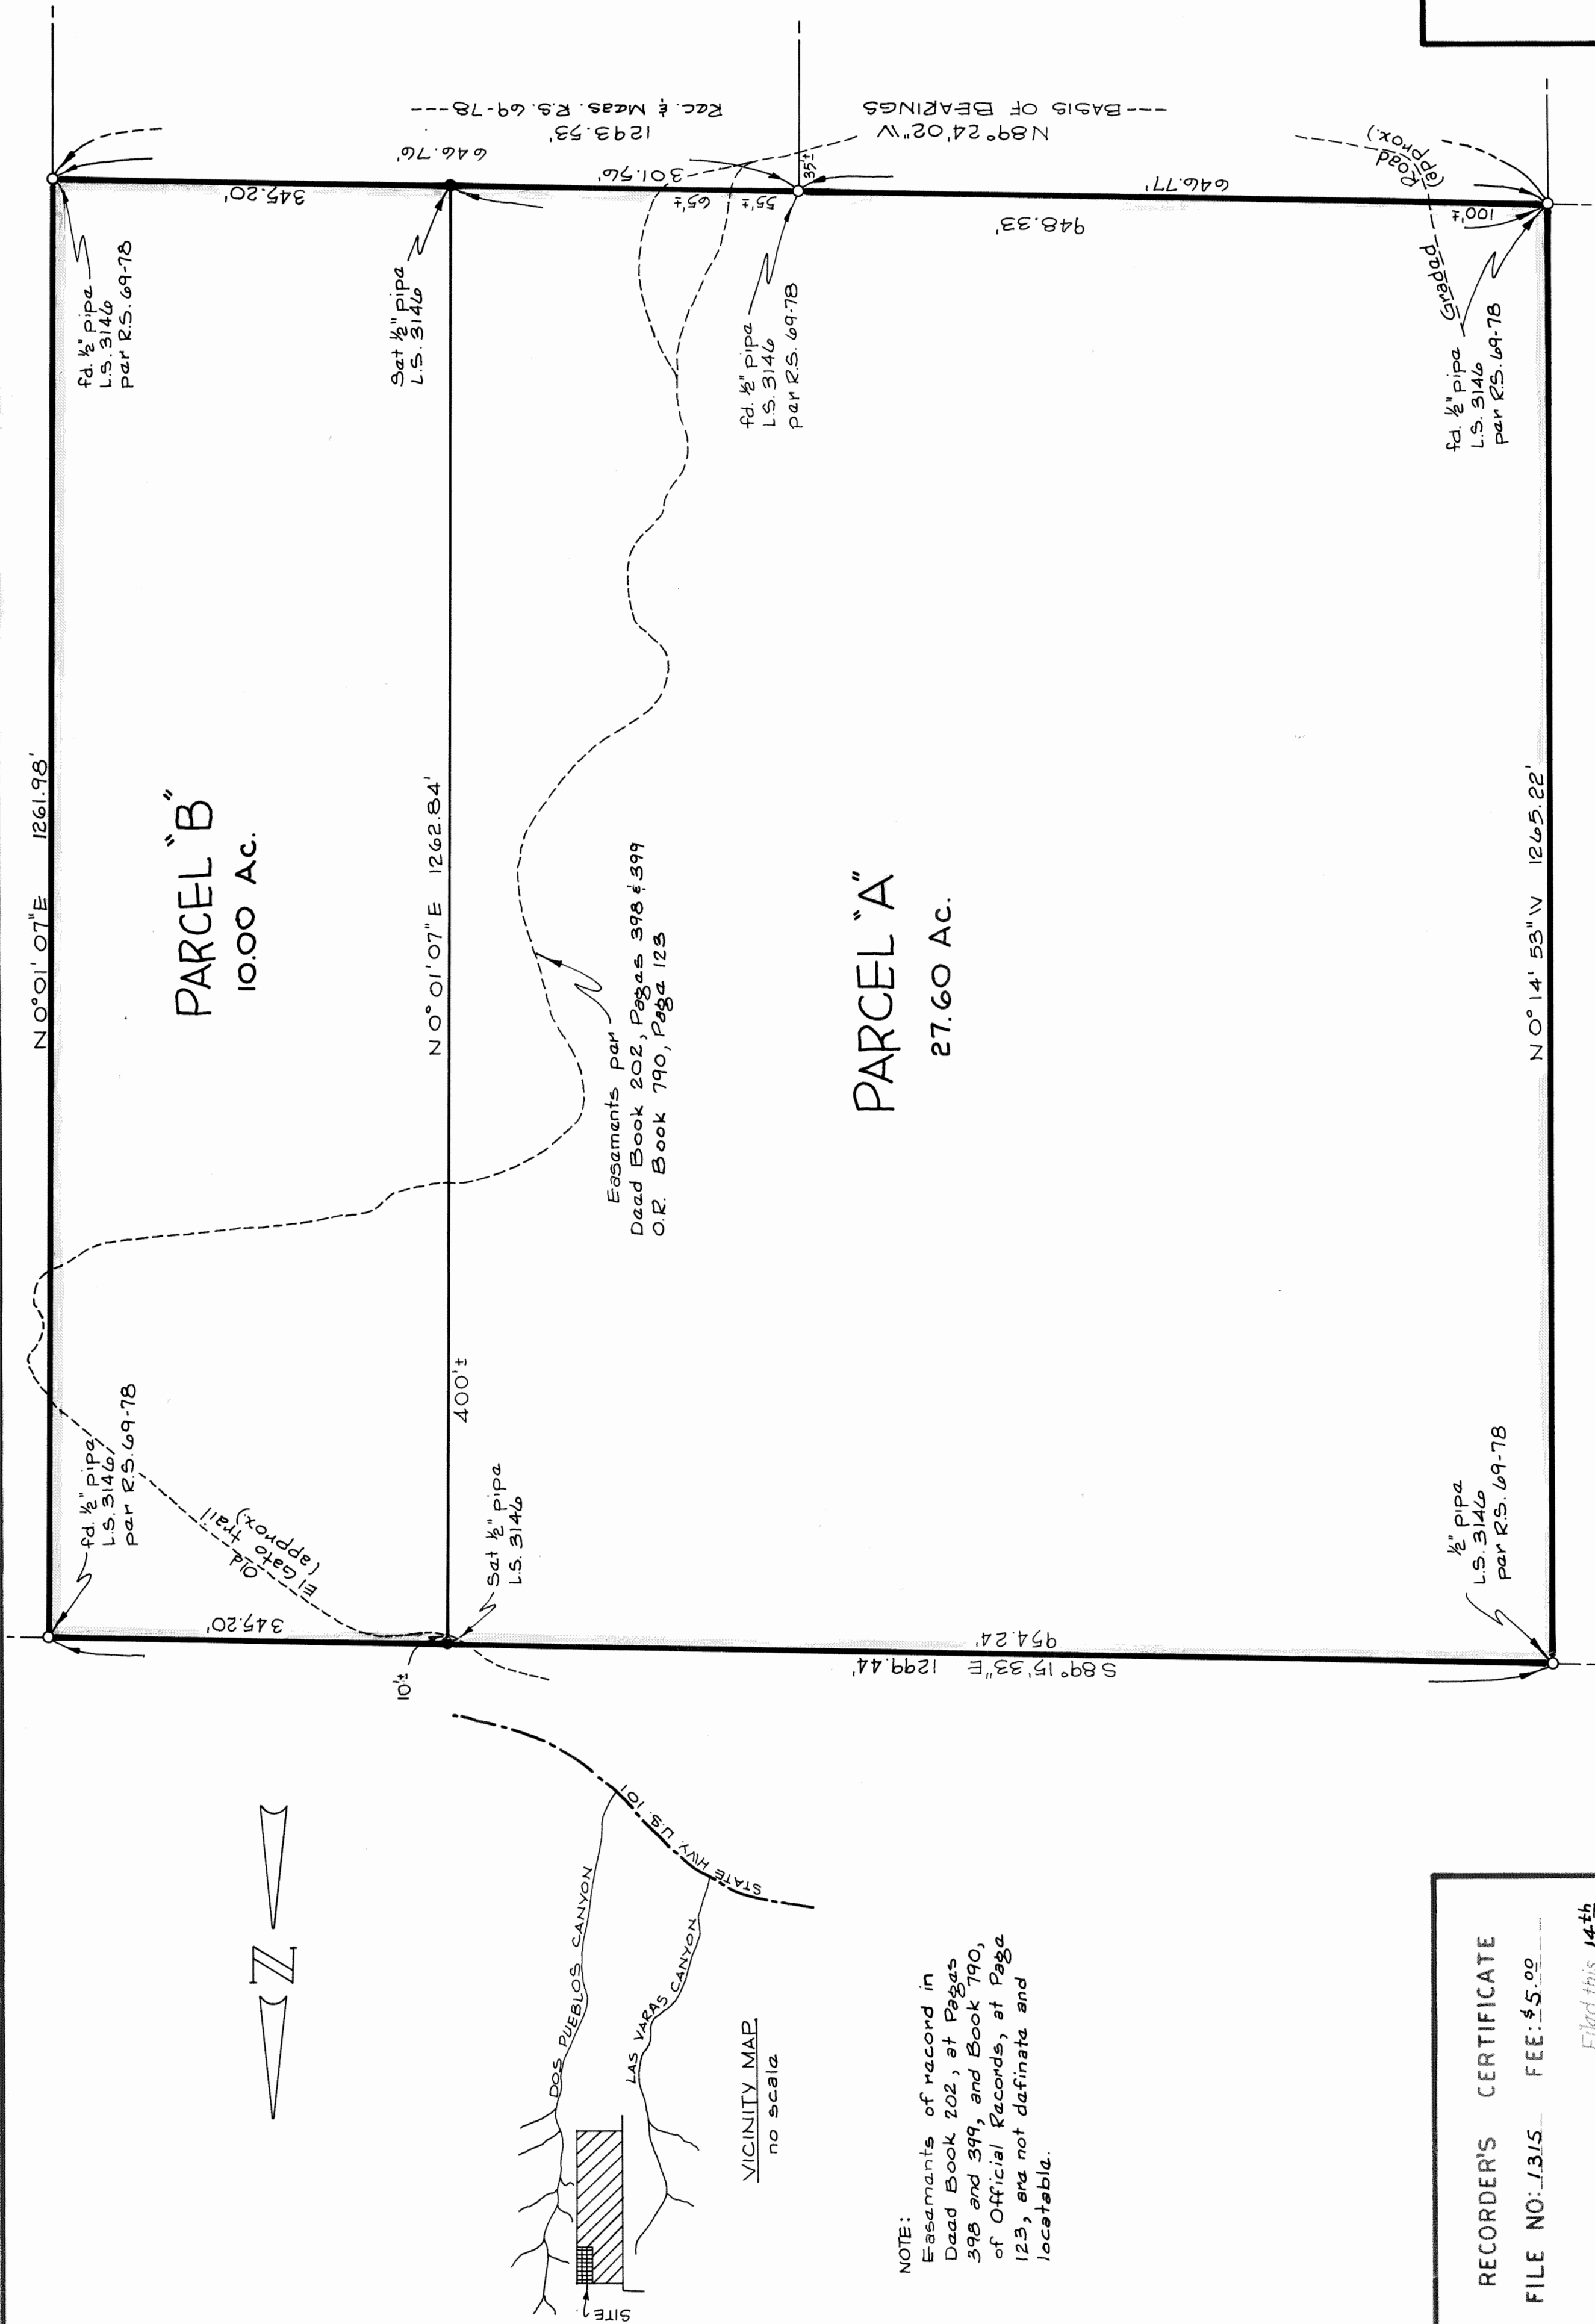 N 0° 01' 07" E 1261.98'
PARCEL "B"
10.00 Ac.
N 0° 01' 07" E 1262.84'
400'±
PARCEL "A"
27.60 Ac.
N 0° 14' 53" W 1265.22'
fd. ½" pipe
L.S. 3146
per R.S. 69-78
Old
El Gato trail
(approx.)
345.20'
10'±
Set ½" pipe
L.S. 3146
954.24'
S 89° 15' 33" E 1299.44'
½" pipe
L.S. 3146
per R.S. 69-78
Easements per
Deed Book 202, Pages 398 & 399
O.R. Book 790, Page 123
fd. ½" pipe
L.S. 3146
per R.S. 69-78
345.20'
Set ½" pipe
L.S. 3146
301.56'
65'±
55'±
35'±
fd. ½" pipe
L.S. 3146
per R.S. 69-78
948.33'
646.77'
646.76'
1293.53'
Rec. & Meas. R.S. 69-78---
N89°24'02"W
---BASIS OF BEARINGS
Graded
Road
(approx.)
100'±
fd. ½" pipe
L.S. 3146
per R.S. 69-78
N
DOS PUEBLOS CANYON
LAS VARAS CANYON
STATE HWY. U.S. 101
SITE
VICINITY MAP
no scale
NOTE:
Easements of record in
Deed Book 202, at Pages
398 and 399, and Book 790,
of Official Records, at Page
123, are not definate and
locatable.
RECORDER'S CERTIFICATE
FILE NO: 1315 FEE: $5.00
Filed this 14th